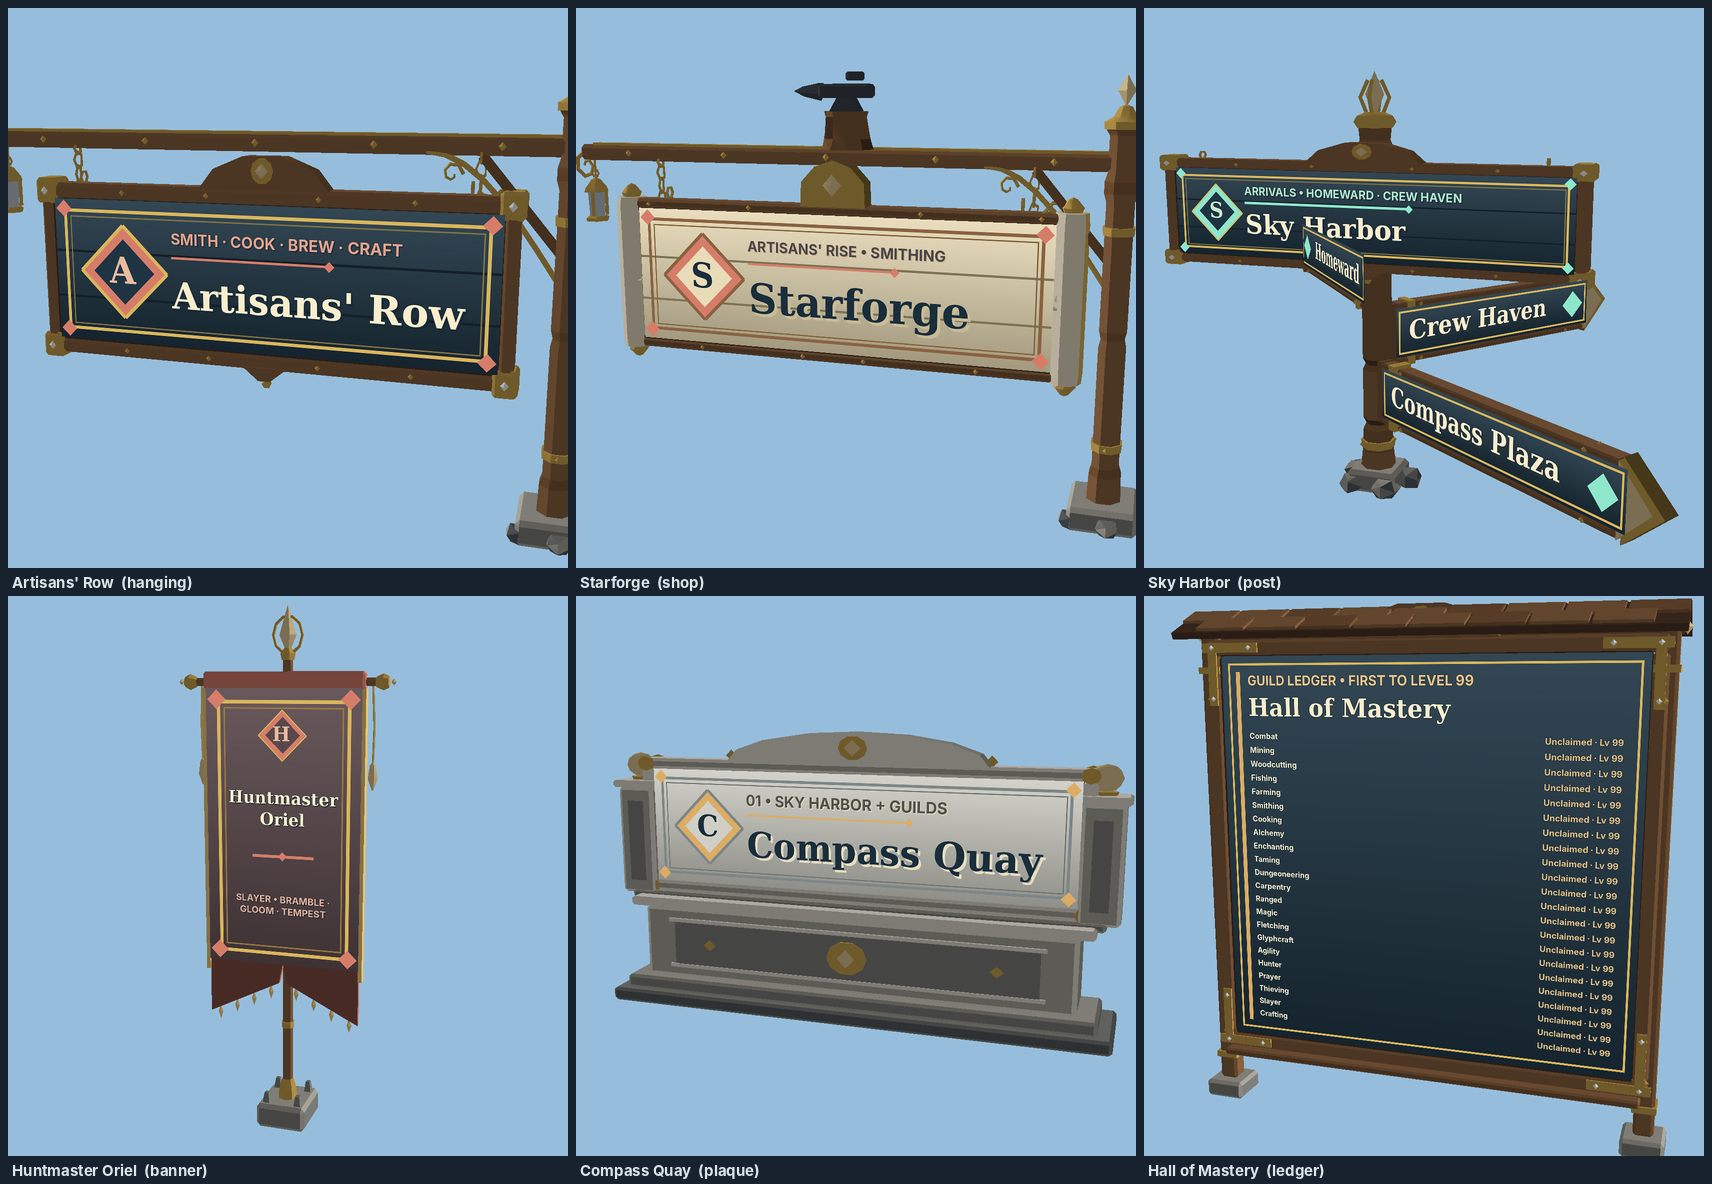 A
SMITH · COOK · BREW · CRAFT
Artisans' Row
Artisans' Row (hanging)
S
ARTISANS' RISE • SMITHING
Starforge
Starforge (shop)
S
ARRIVALS • HOMEWARD · CREW HAVEN
Sky Harbor
Homeward
Crew Haven
Compass Plaza
Sky Harbor (post)
H
Huntmaster
Oriel
SLAYER • BRAMBLE ·
GLOOM · TEMPEST
Huntmaster Oriel (banner)
C
01 • SKY HARBOR + GUILDS
Compass Quay
Compass Quay (plaque)
GUILD LEDGER • FIRST TO LEVEL 99
Hall of Mastery
Combat Unclaimed · Lv 99
Mining Unclaimed · Lv 99
Woodcutting Unclaimed · Lv 99
Fishing Unclaimed · Lv 99
Farming Unclaimed · Lv 99
Smithing Unclaimed · Lv 99
Cooking Unclaimed · Lv 99
Alchemy Unclaimed · Lv 99
Enchanting Unclaimed · Lv 99
Taming Unclaimed · Lv 99
Dungeoneering Unclaimed · Lv 99
Carpentry Unclaimed · Lv 99
Ranged Unclaimed · Lv 99
Magic Unclaimed · Lv 99
Fletching Unclaimed · Lv 99
Glyphcraft Unclaimed · Lv 99
Agility Unclaimed · Lv 99
Hunter Unclaimed · Lv 99
Prayer Unclaimed · Lv 99
Thieving Unclaimed · Lv 99
Slayer Unclaimed · Lv 99
Crafting Unclaimed · Lv 99
Hall of Mastery (ledger)